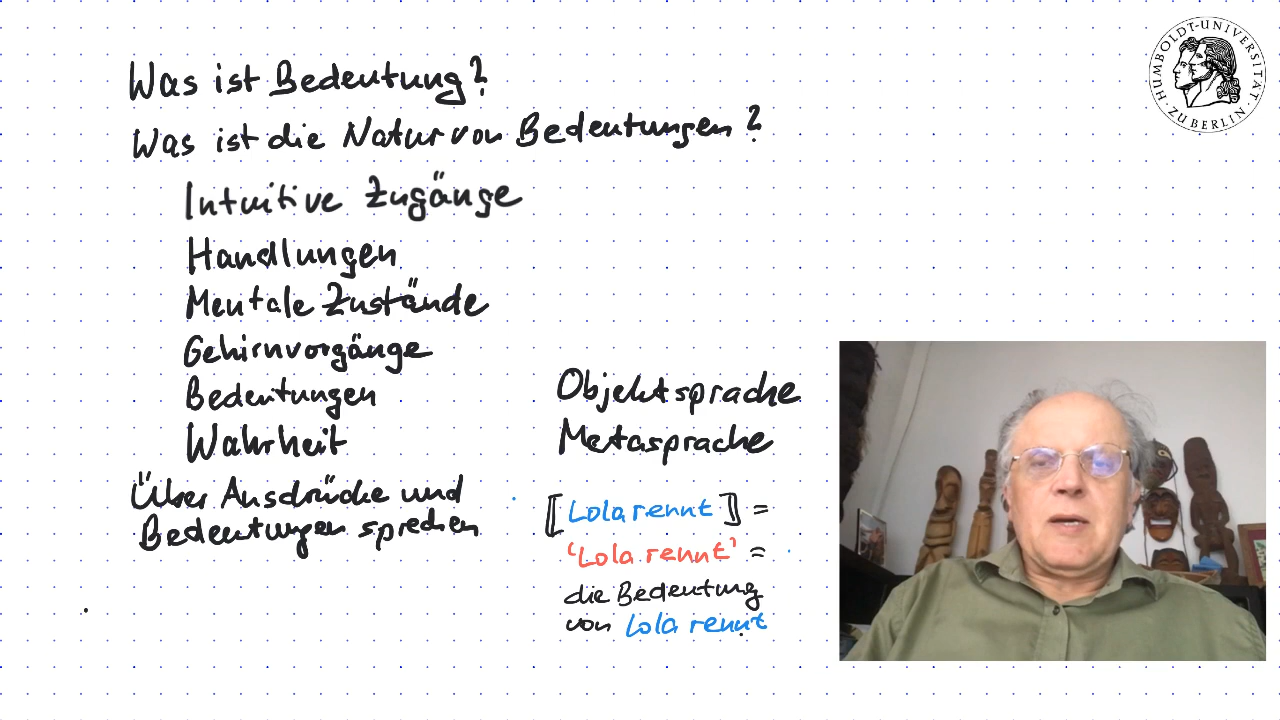 Was ist Bedeutung?
Was ist die Natur von Bedeutungen?
Intuitive Zugänge
Handlungen
Mentale Zustände
Gehirnvorgänge
Bedeutungen
Wahrheit
Über Ausdrücke und
Bedeutungen sprechen
Objektsprache
Metasprache
⟦Lola rennt⟧ =
'Lola rennt' =
die Bedeutung
von Lola rennt
HUMBOLDT-UNIVERSITÄT
ZU BERLIN